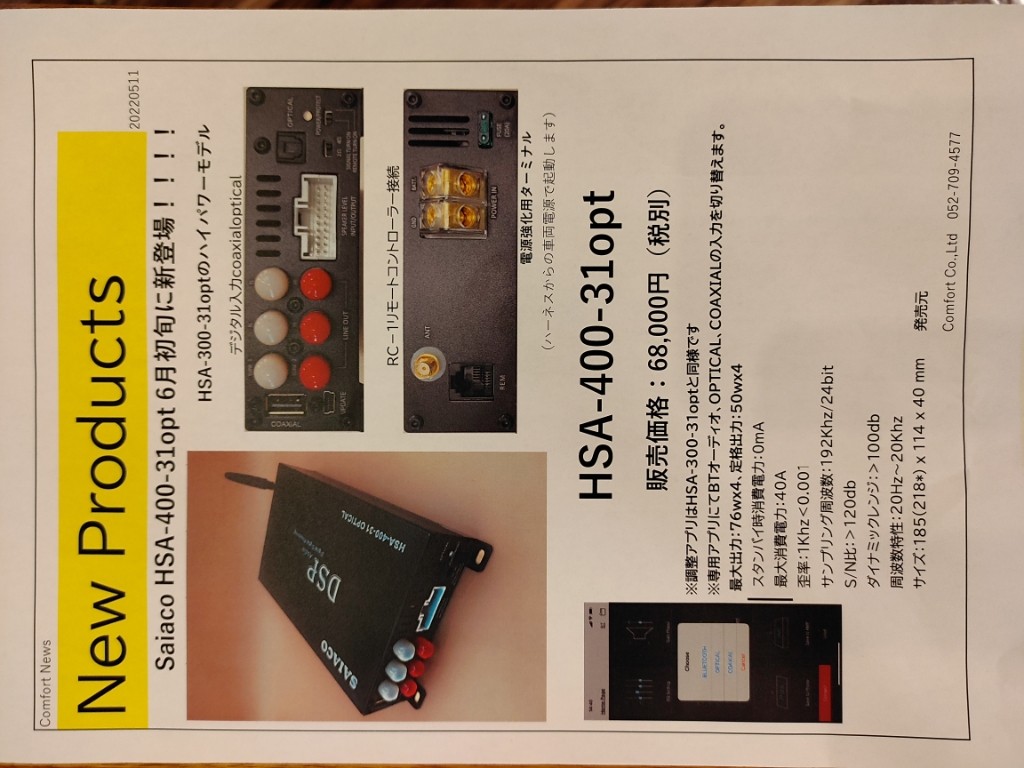 Comfort News
New Products
20220511
Saiaco HSA-400-31opt 6月初旬に新登場！！！！！
HSA-300-31optのハイパワーモデル
デジタル入力coaxialoptical
COAXIAL
UPDATE
LINE OUT
SPEAKER LEVEL
INPUT/OUTPUT
OPTICAL
RC－1リモートコントローラー接続
REM
ANT
GND
BATT.
POWER IN
FUSE
電源強化用ターミナル
（ハーネスからの車両電源で起動します）
SAIACO
DSP
HSA-400-31 OPTICAL
HSA-400-31opt
販売価格：68,000円（税別）
※調整アプリはHSA-300-31optと同様です
※専用アプリにてBTオーディオ、OPTICAL、COAXIALの入力を切り替えます。
最大出力：76wx4、定格出力：50wx4
スタンバイ時消費電力：0mA
最大消費電力：40A
歪率：1Khz＜0.001
サンプリング周波数：192Khz/24bit
S/N比：＞120db
ダイナミックレンジ：＞100db
周波数特性：20Hz～20Khz
サイズ：185(218*) x 114 x 40 mm
発売元
Comfort Co.,Ltd 052-709-4577
Choose
BLUETOOTH
OPTICAL
COAXIAL
Cancel